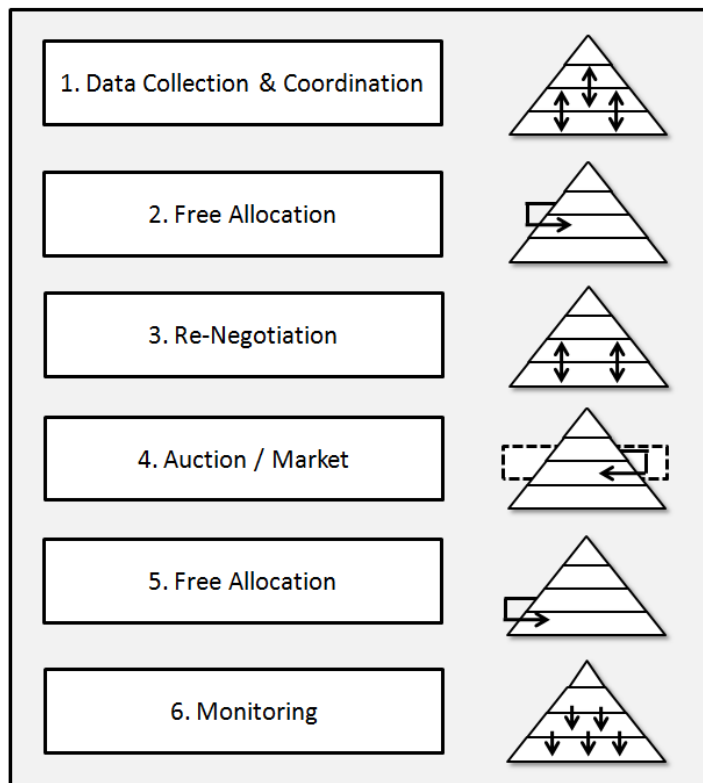 1. Data Collection & Coordination
2. Free Allocation
3. Re-Negotiation
4. Auction / Market
5. Free Allocation
6. Monitoring